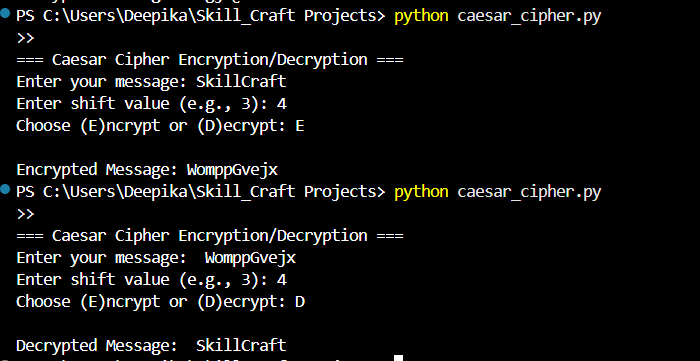 PS C:\Users\Deepika\Skill_Craft Projects> python caesar_cipher.py
>>
=== Caesar Cipher Encryption/Decryption ===
Enter your message: SkillCraft
Enter shift value (e.g., 3): 4
Choose (E)ncrypt or (D)ecrypt: E
Encrypted Message: WomppGvejx
PS C:\Users\Deepika\Skill_Craft Projects> python caesar_cipher.py
>>
=== Caesar Cipher Encryption/Decryption ===
Enter your message:  WomppGvejx
Enter shift value (e.g., 3): 4
Choose (E)ncrypt or (D)ecrypt: D
Decrypted Message:  SkillCraft